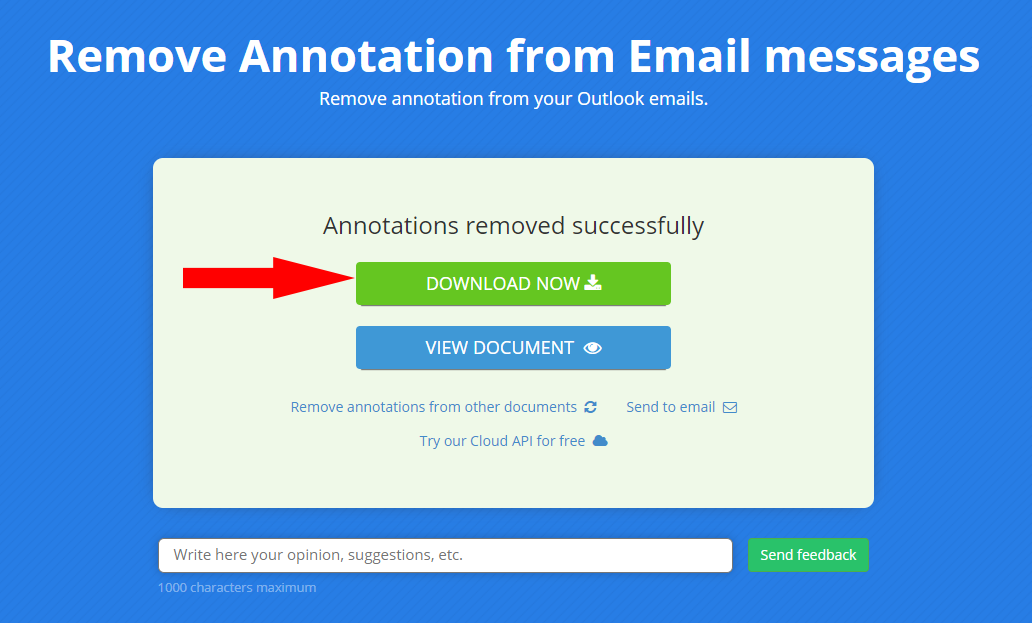 Remove Annotation from Email messages
Remove annotation from your Outlook emails.
Annotations removed successfully
DOWNLOAD NOW
VIEW DOCUMENT
Remove annotations from other documents Send to email
Try our Cloud API for free
Write here your opinion, suggestions, etc. Send feedback
1000 characters maximum